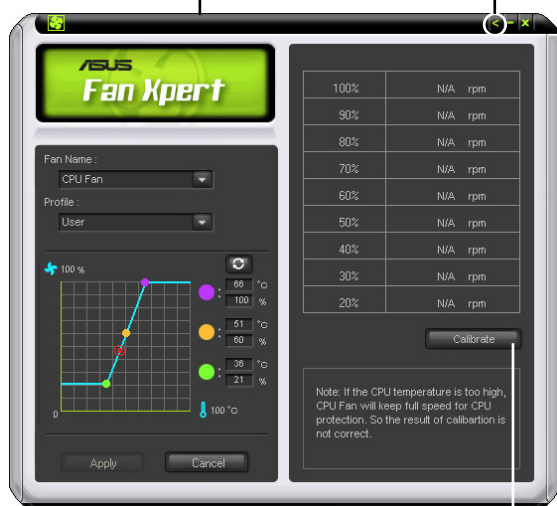 ASUS
Fan Xpert
Fan Name :
CPU Fan
Profile :
User
100 %
66 °C
100 %
51 °C
60 %
36 °C
21 %
0
100 °C
Apply
Cancel
100% N/A rpm
90% N/A rpm
80% N/A rpm
70% N/A rpm
60% N/A rpm
50% N/A rpm
40% N/A rpm
30% N/A rpm
20% N/A rpm
Calibrate
Note: If the CPU temperature is too high,
CPU Fan will keep full speed for CPU
protection. So the result of calibartion is
not correct.